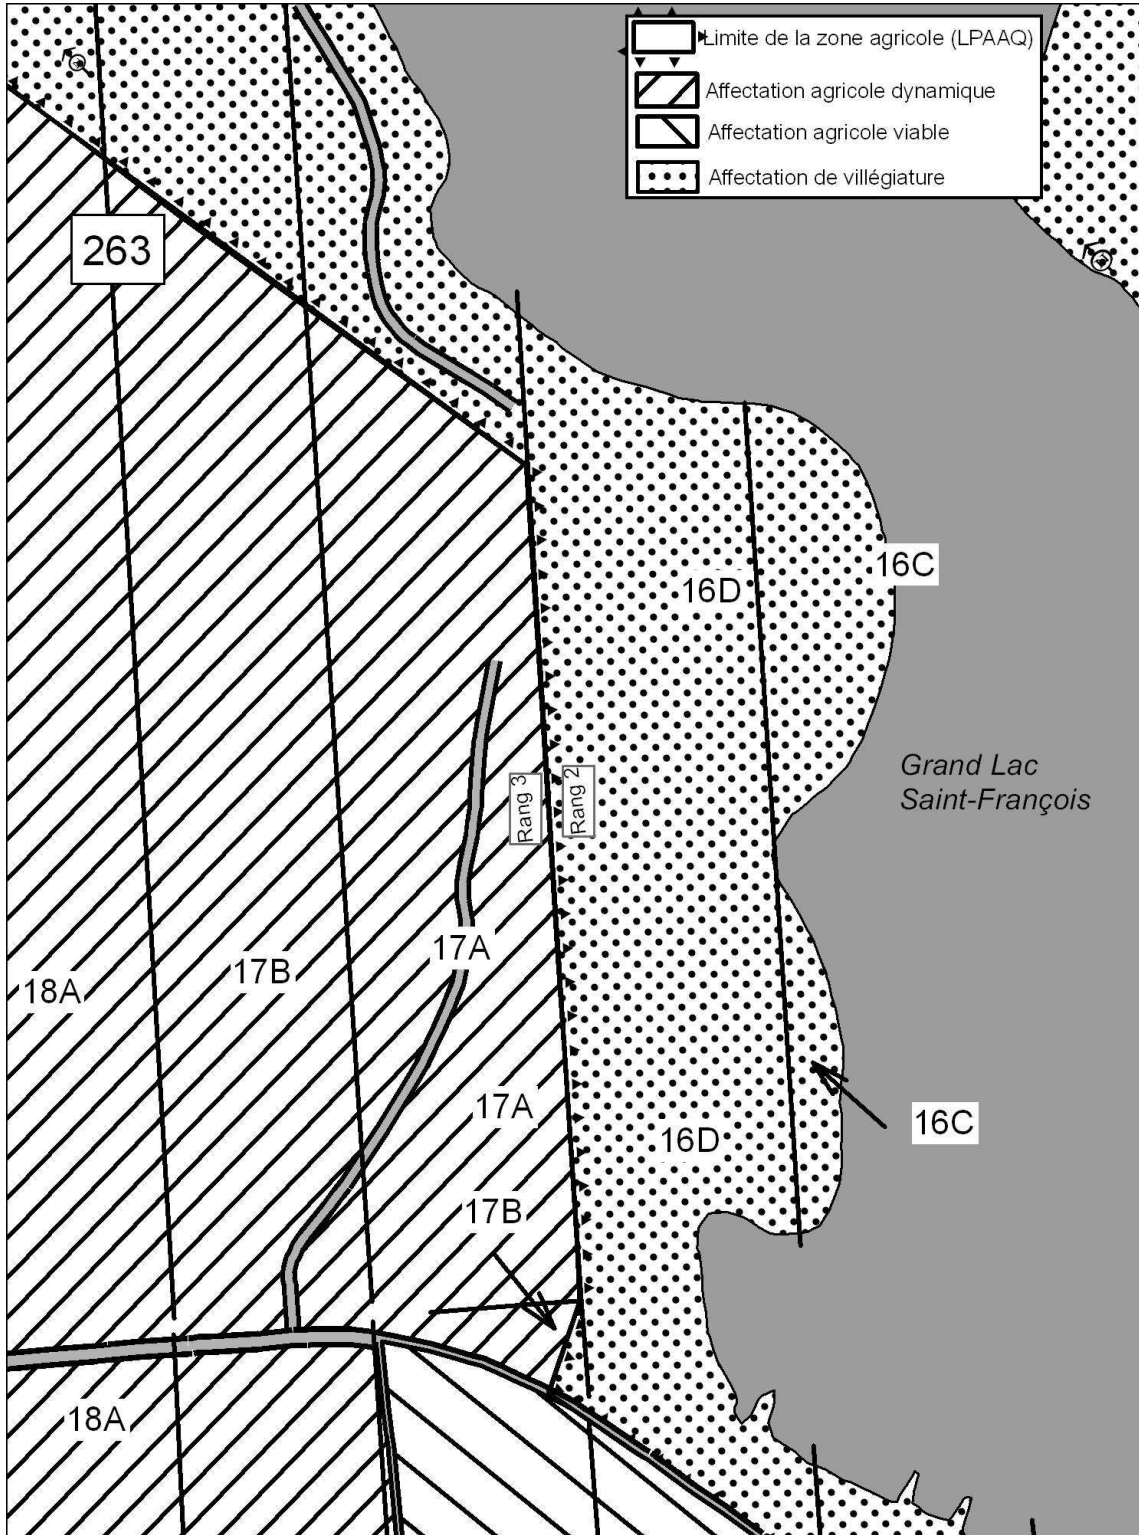 Limite de la zone agricole (LPAAQ)
Affectation agricole dynamique
Affectation agricole viable
Affectation de villégiature
263
16C
16D
Grand Lac
Saint-François
Rang 3
Rang 2
17A
17B
18A
17A
16C
16D
17B
18A